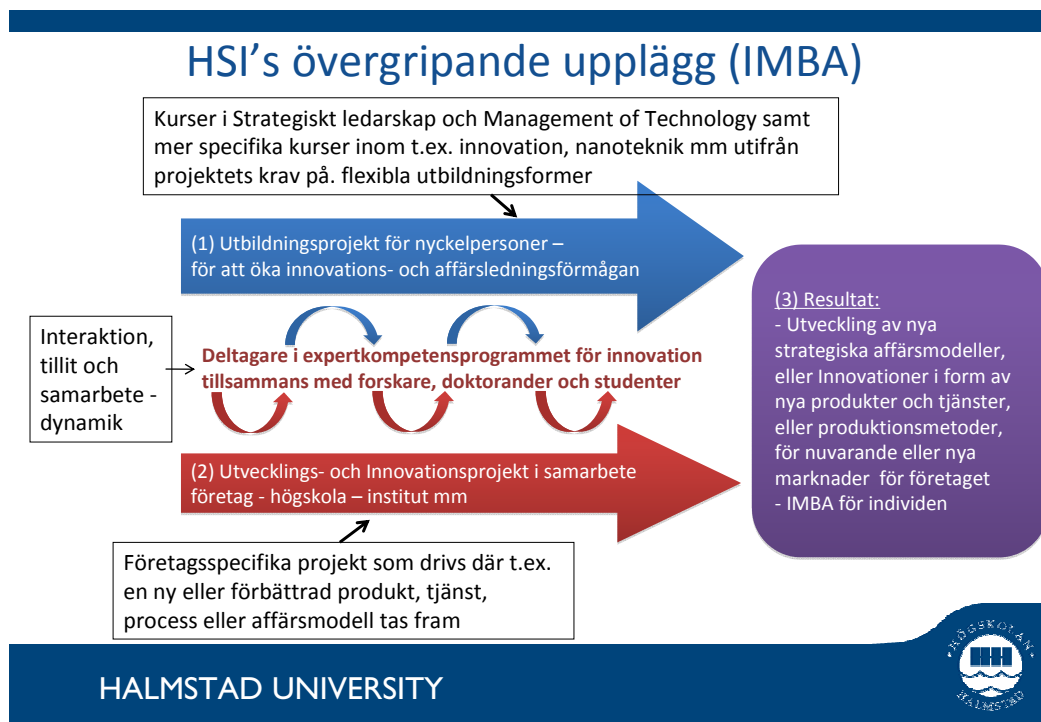 HSI's övergripande upplägg (IMBA)
Kurser i Strategiskt ledarskap och Management of Technology samt
mer specifika kurser inom t.ex. innovation, nanoteknik mm utifrån
projektets krav på. flexibla utbildningsformer
(1) Utbildningsprojekt för nyckelpersoner –
för att öka innovations- och affärsledningsförmågan
Interaktion,
tillit och
samarbete -
dynamik
Deltagare i expertkompetensprogrammet för innovation
tillsammans med forskare, doktorander och studenter
(2) Utvecklings- och Innovationsprojekt i samarbete
företag - högskola – institut mm
Företagsspecifika projekt som drivs där t.ex.
en ny eller förbättrad produkt, tjänst,
process eller affärsmodell tas fram
(3) Resultat:
- Utveckling av nya
strategiska affärsmodeller,
eller Innovationer i form av
nya produkter och tjänster,
eller produktionsmetoder,
för nuvarande eller nya
marknader för företaget
- IMBA för individen
HALMSTAD UNIVERSITY
HÖGSKOLAN
HALMSTAD